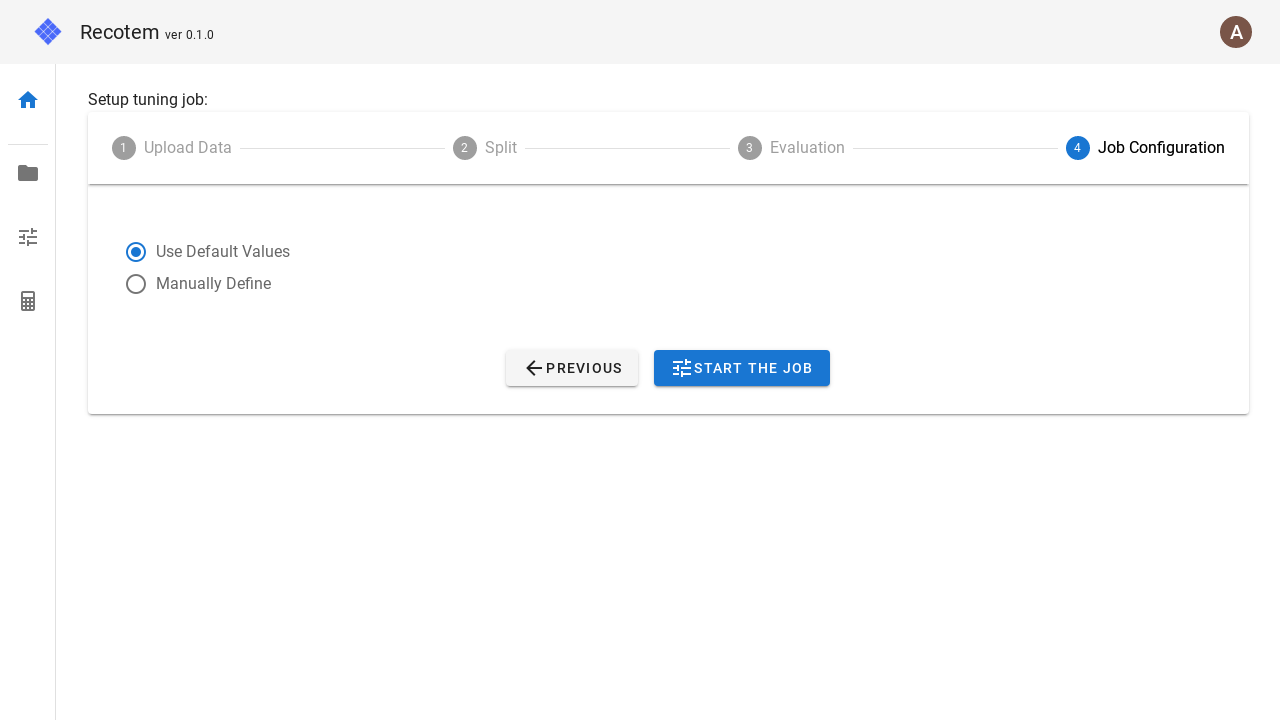 Recotem ver 0.1.0
A
Setup tuning job:
1 Upload Data
2 Split
3 Evaluation
4 Job Configuration
Use Default Values
Manually Define
PREVIOUS
START THE JOB